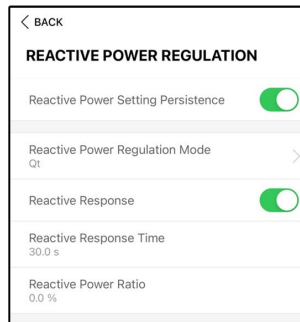 BACK
REACTIVE POWER REGULATION
Reactive Power Setting Persistence
Reactive Power Regulation Mode
Qt
Reactive Response
Reactive Response Time
30.0 s
Reactive Power Ratio
0.0 %